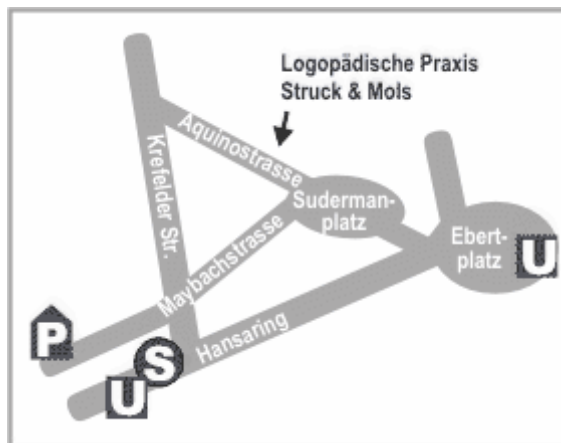 Logopädische Praxis
Struck & Mols
Aquinostrasse
Krefelder Str.
Suderman-
platz
Ebert-
platz
U
Maybachstrasse
Hansaring
P
S
U